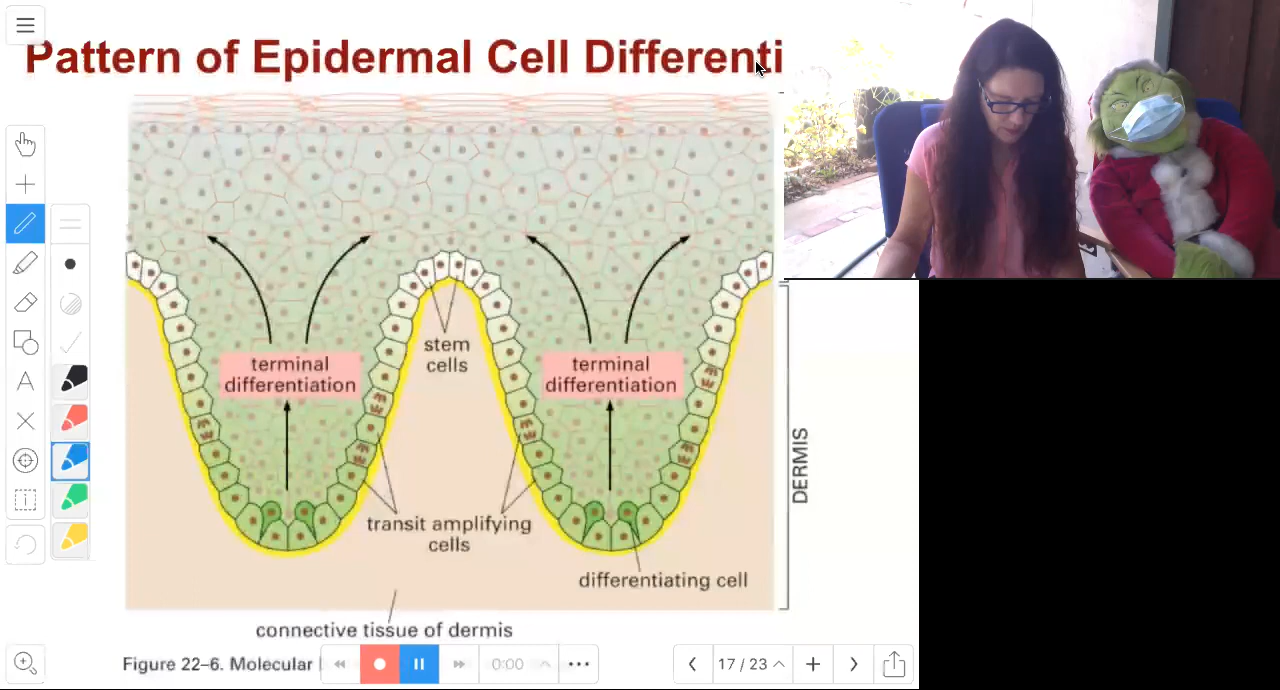 Pattern of Epidermal Cell Differenti
terminal
differentiation
stem
cells
terminal
differentiation
DERMIS
transit amplifying
cells
differentiating cell
connective tissue of dermis
Figure 22–6. Molecular
0:00
17 / 23
A